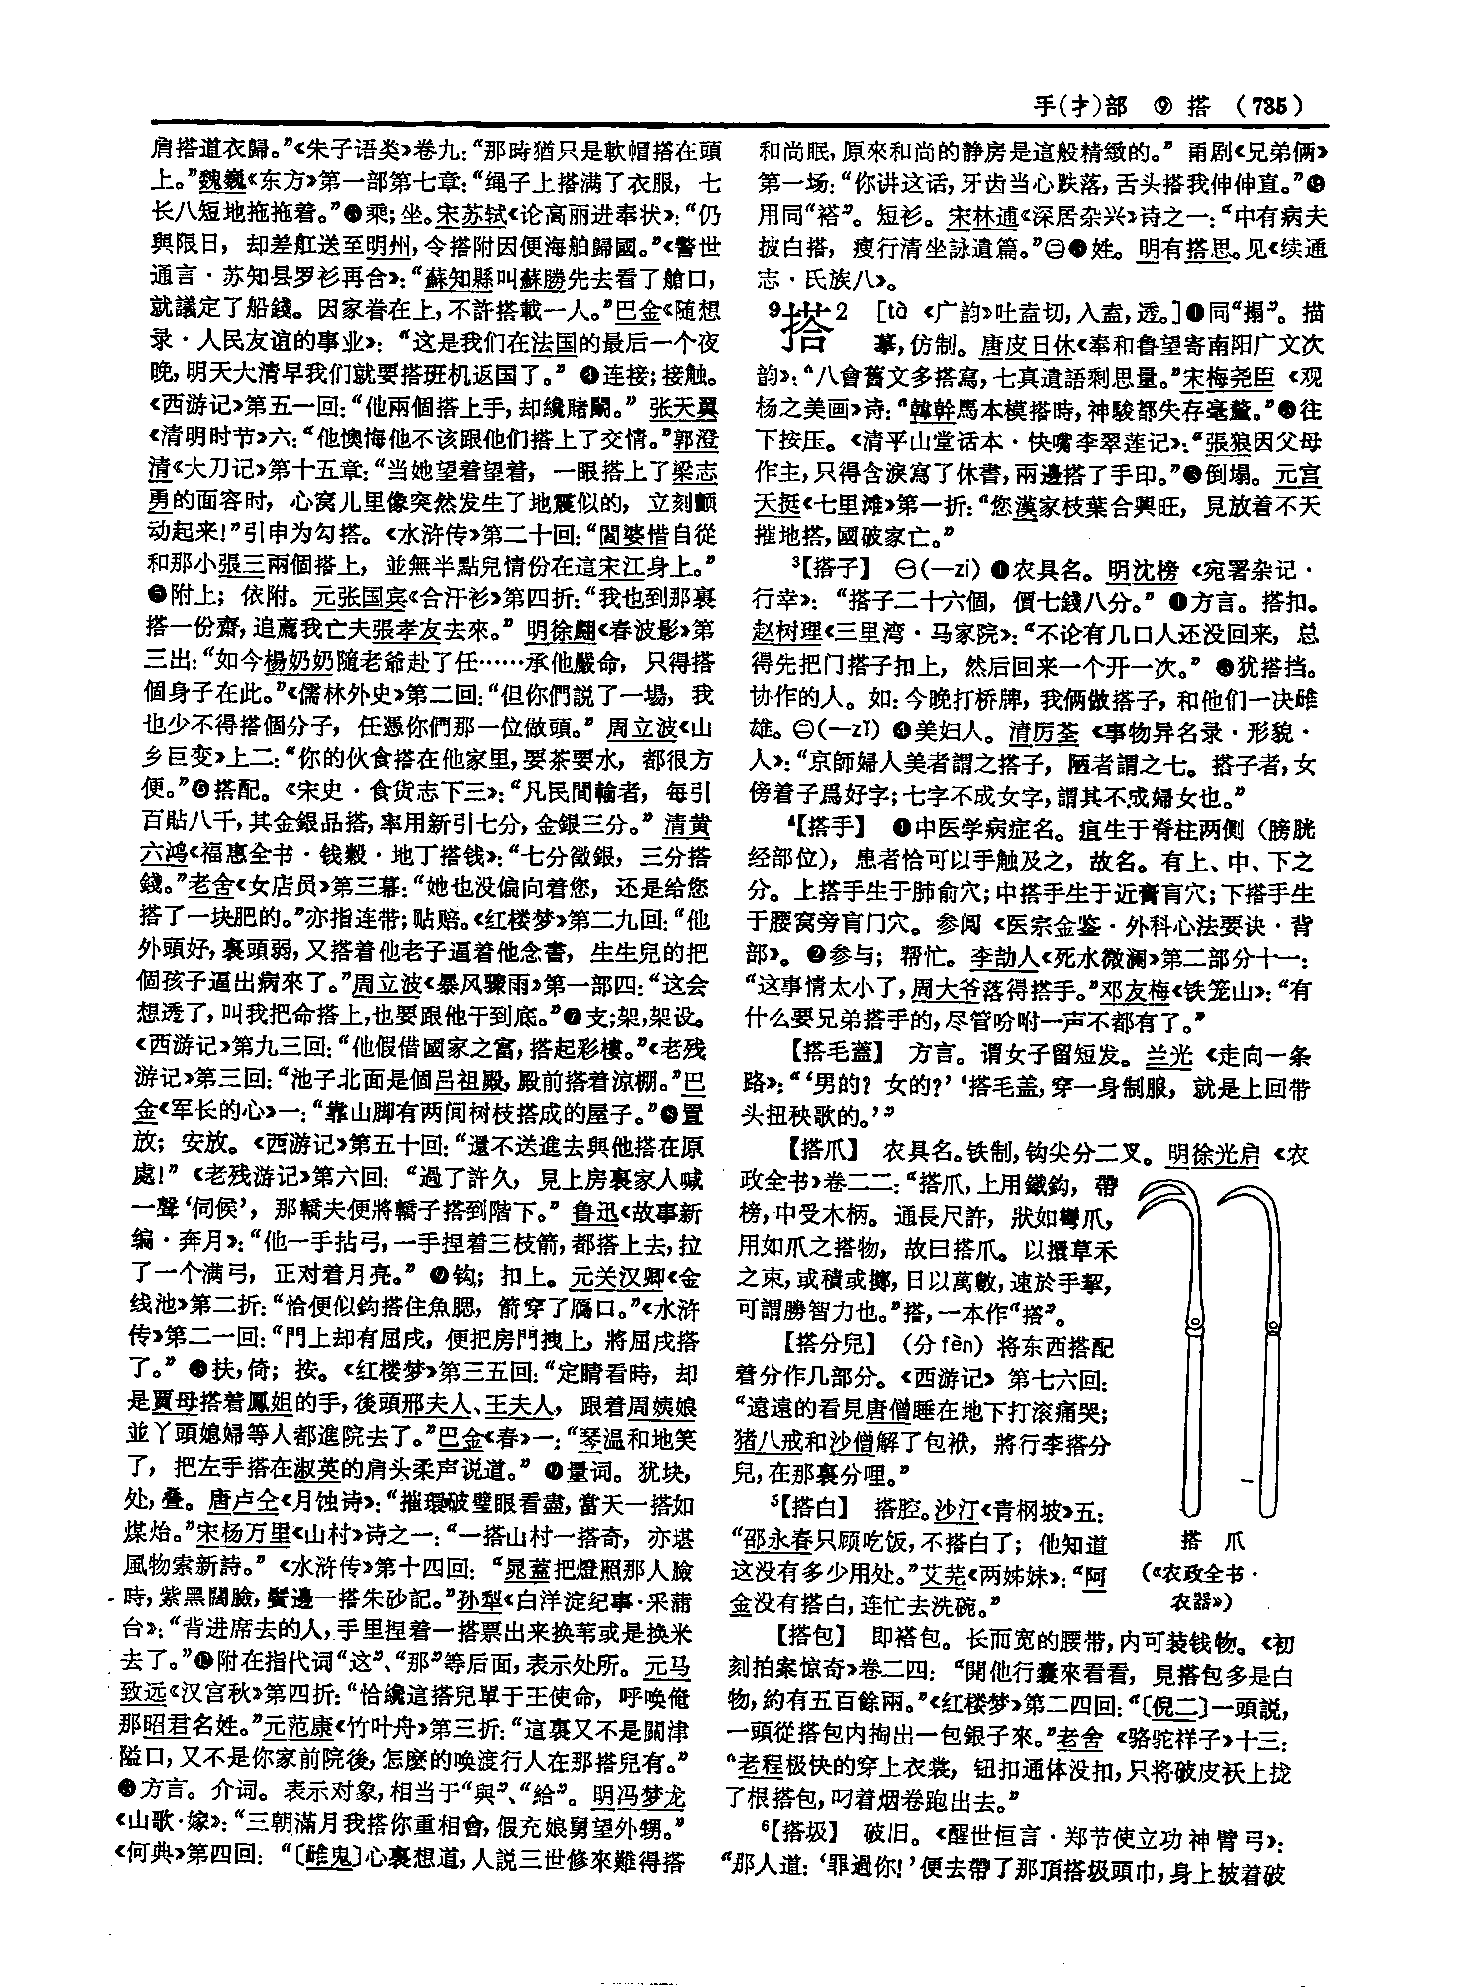 手(扌)部　⑨　搭　(735)
肩搭道衣歸。”《朱子语类》卷九：“那時猶只是軟帽搭在頭
上。”魏巍《东方》第一部第七章：“绳子上搭满了衣服，七
长八短地拖拖着。”❸乘；坐。宋苏轼《论高丽进奉状》：“仍
與限日，却差舡送至明州，令搭附因便海舶歸國。”《警世
通言·苏知县罗衫再合》：“蘇知縣叫蘇勝先去看了艙口，
就議定了船錢。因家眷在上，不許搭載一人。”巴金《随想
录·人民友谊的事业》：“这是我们在法国的最后一个夜
晚，明天大清早我们就要搭班机返国了。”❹连接；接触。
《西游记》第五一回：“他兩個搭上手，却纔賭鬭。”张天翼
《清明时节》六：“他懊悔他不该跟他们搭上了交情。”郭澄
清《大刀记》第十五章：“当她望着望着，一眼搭上了梁志
勇的面容时，心窝儿里像突然发生了地震似的，立刻颤
动起来！”引申为勾搭。《水浒传》第二十回：“閻婆惜自從
和那小張三兩個搭上，並無半點兒情份在這宋江身上。”
❺附上；依附。元张国宾《合汗衫》第四折：“我也到那裏
搭一份齋，追薦我亡夫張孝友去來。”明徐翽《春波影》第
三出：“如今楊奶奶隨老爺赴了任……承他嚴命，只得搭
個身子在此。”《儒林外史》第二回：“但你們説了一場，我
也少不得搭個分子，任憑你們那一位做頭。”周立波《山
乡巨变》上二：“你的伙食搭在他家里，要茶要水，都很方
便。”❻搭配。《宋史·食货志下三》：“凡民間輸者，每引
百貼八千，其金銀品搭，率用新引七分，金銀三分。”清黄
六鸿《福惠全书·钱穀·地丁搭钱》：“七分徵銀，三分搭
錢。”老舍《女店员》第三幕：“她也没偏向着您，还是给您
搭了一块肥的。”亦指连带；贴赔。《红楼梦》第二九回：“他
外頭好，裏頭弱，又搭着他老子逼着他念書，生生兒的把
個孩子逼出病來了。”周立波《暴风骤雨》第一部四：“这会
想透了，叫我把命搭上，也要跟他干到底。”❼支；架，架设。
《西游记》第九三回：“他假借國家之富，搭起彩樓。”《老残
游记》第三回：“池子北面是個吕祖殿，殿前搭着涼棚。”巴
金《军长的心》一：“靠山脚有两间树枝搭成的屋子。”❽置
放；安放。《西游记》第五十回：“還不送進去與他搭在原
處！”《老残游记》第六回：“過了許久，見上房裏家人喊
一聲‘伺候’，那轎夫便將轎子搭到階下。”鲁迅《故事新
编·奔月》：“他一手拈弓，一手捏着三枝箭，都搭上去，拉
了一个满弓，正对着月亮。”❾钩；扣上。元关汉卿《金
线池》第二折：“恰便似鈎搭住魚腮，箭穿了鴈口。”《水浒
传》第二一回：“門上却有屈戌，便把房門拽上，將屈戌搭
了。”❿扶，倚；按。《红楼梦》第三五回：“定睛看時，却
是賈母搭着鳳姐的手，後頭邢夫人、王夫人，跟着周姨娘
並丫頭媳婦等人都進院去了。”巴金《春》一：“琴温和地笑
了，把左手搭在淑英的肩头柔声说道。”⓫量词。犹块，
处，叠。唐卢仝《月蚀诗》：“摧環破璧眼看盡，當天一搭如
煤炲。”宋杨万里《山村》诗之一：“一搭山村一搭奇，亦堪
風物索新詩。”《水浒传》第十四回：“晁蓋把燈照那人臉
時，紫黑闊臉，鬢邊一搭朱砂記。”孙犁《白洋淀纪事·采蒲
台》：“背进席去的人，手里捏着一搭票出来换苇或是换米
去了。”⓬附在指代词“这”、“那”等后面，表示处所。元马
致远《汉宫秋》第四折：“恰纔這搭兒單于王使命，呼唤俺
那昭君名姓。”元范康《竹叶舟》第三折：“這裏又不是關津
隘口，又不是你家前院後，怎麽的唤渡行人在那搭兒有。”
⓭方言。介词。表示对象，相当于“與”、“給”。明冯梦龙
《山歌·嫁》：“三朝滿月我搭你重相會，假充娘舅望外甥。”
《何典》第四回：“〔雌鬼〕心裏想道，人説三世修來難得搭
和尚眠，原來和尚的静房是這般精緻的。”甬剧《兄弟俩》
第一场：“你讲这话，牙齿当心跌落，舌头搭我伸伸直。”⓮
用同“褡”。短衫。宋林逋《深居杂兴》诗之一：“中有病夫
披白搭，瘦行清坐詠遺篇。”㊁❶姓。明有搭思。见《续通
志·氏族八》。
9搭2　[tà《广韵》吐盍切，入盍，透。]❶同“搨”。描
摹，仿制。唐皮日休《奉和鲁望寄南阳广文次
韵》：“八會舊文多搭寫，七真遺語剩思量。”宋梅尧臣《观
杨之美画》诗：“韓幹馬本模搭時，神駿都失存毫釐。”❷往
下按压。《清平山堂话本·快嘴李翠莲记》：“張狼因父母
作主，只得含淚寫了休書，兩邊搭了手印。”❸倒塌。元宫
天挺《七里滩》第一折：“您漢家枝葉合興旺，見放着不天
摧地搭，國破家亡。”
3【搭子】㊀(—zi)❶农具名。明沈榜《宛署杂记·
行幸》：“搭子二十六個，價七錢八分。”❷方言。搭扣。
赵树理《三里湾·马家院》：“不论有几口人还没回来，总
得先把门搭子扣上，然后回来一个开一次。”❸犹搭挡。
协作的人。如：今晚打桥牌，我俩做搭子，和他们一决雌
雄。㊁(—zǐ)❹美妇人。清厉荃《事物异名录·形貌·
人》：“京師婦人美者謂之搭子，陋者謂之七。搭子者，女
傍着子爲好字；七字不成女字，謂其不成婦女也。”
4【搭手】❶中医学病症名。疽生于脊柱两侧（膀胱
经部位），患者恰可以手触及之，故名。有上、中、下之
分。上搭手生于肺俞穴；中搭手生于近膏肓穴；下搭手生
于腰窝旁肓门穴。参阅《医宗金鉴·外科心法要诀·背
部》。❷参与；帮忙。李劼人《死水微澜》第二部分十一：
“这事情太小了，周大爷落得搭手。”邓友梅《铁笼山》：“有
什么要兄弟搭手的，尽管吩咐一声不都有了。”
【搭毛盖】方言。谓女子留短发。兰光《走向一条
路》：“‘男的？女的？’‘搭毛盖，穿一身制服，就是上回带
头扭秧歌的。’”
【搭爪】农具名。铁制，钩尖分二叉。明徐光启《农
政全书》卷二二：“搭爪，上用鐵鈎，帶
榜，中受木柄。通長尺許，狀如彎爪，
用如爪之搭物，故曰搭爪。以擐草禾
之束，或積或擲，日以萬數，速於手挐，
可謂勝智力也。”搭，一本作“搭”。
【搭分兒】（分fèn）将东西搭配
着分作几部分。《西游记》第七六回：
“遠遠的看見唐僧睡在地下打滚痛哭；
猪八戒和沙僧解了包袱，將行李搭分
兒，在那裏分哩。”
5【搭白】搭腔。沙汀《青㭎坡》五：
“邵永春只顾吃饭，不搭白了；他知道
这没有多少用处。”艾芜《两姊妹》：“阿
金没有搭白，连忙去洗碗。”
搭　爪
（《农政全书·
农器》）
【搭包】即褡包。长而宽的腰带，内可装钱物。《初
刻拍案惊奇》卷二四：“開他行囊來看看，見搭包多是白
物，約有五百餘兩。”《红楼梦》第二四回：“〔倪二〕一頭説，
一頭從搭包内掏出一包銀子來。”老舍《骆驼祥子》十三：
“老程极快的穿上衣裳，钮扣通体没扣，只将破皮袄上拢
了根搭包，叼着烟卷跑出去。”
6【搭圾】破旧。《醒世恒言·郑节使立功神臂弓》：
“那人道：‘罪過你！’便去帶了那頂搭圾頭巾，身上披着破